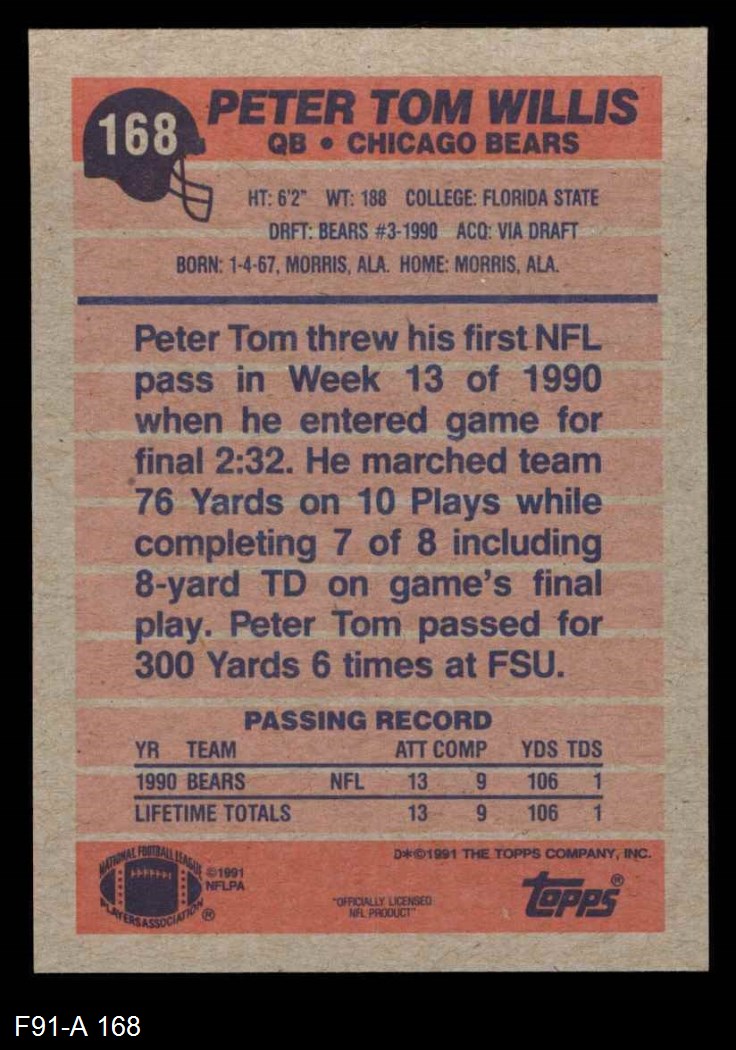 168
PETER TOM WILLIS
QB • CHICAGO BEARS
HT: 6'2" WT: 188 COLLEGE: FLORIDA STATE
DRFT: BEARS #3-1990 ACQ: VIA DRAFT
BORN: 1-4-67, MORRIS, ALA. HOME: MORRIS, ALA.
Peter Tom threw his first NFL
pass in Week 13 of 1990
when he entered game for
final 2:32. He marched team
76 Yards on 10 Plays while
completing 7 of 8 including
8-yard TD on game's final
play. Peter Tom passed for
300 Yards 6 times at FSU.
PASSING RECORD
YR TEAM ATT COMP YDS TDS
1990 BEARS NFL 13 9 106 1
LIFETIME TOTALS 13 9 106 1
D*©1991 THE TOPPS COMPANY, INC.
NATIONAL FOOTBALL LEAGUE
PLAYERS ASSOCIATION ®
©1991
NFLPA
"OFFICIALLY LICENSED
NFL PRODUCT"
topps®
F91-A 168